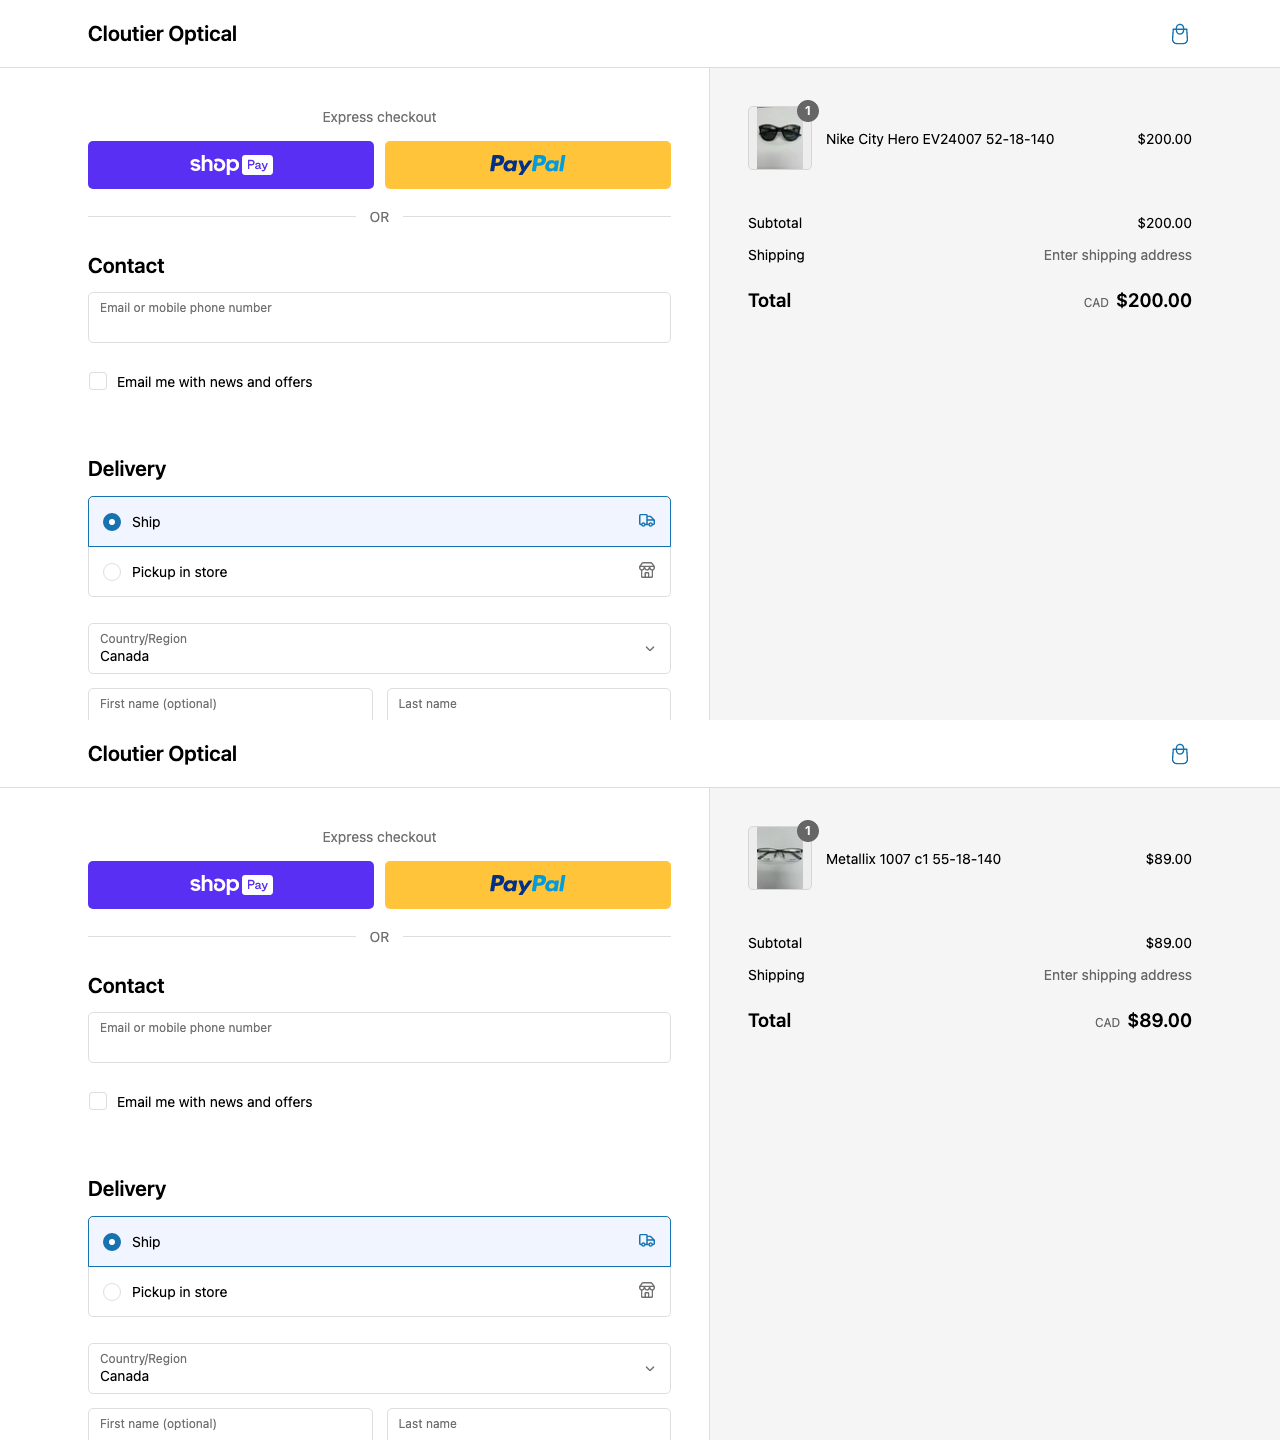 Cloutier Optical
Express checkout
shop Pay
PayPal
OR
Contact
Email or mobile phone number
Email me with news and offers
Delivery
Ship
Pickup in store
Country/Region
Canada
First name (optional)
Last name
1
Nike City Hero EV24007 52-18-140
$200.00
Subtotal
$200.00
Shipping
Enter shipping address
Total
CAD $200.00
Cloutier Optical
Express checkout
shop Pay
PayPal
OR
Contact
Email or mobile phone number
Email me with news and offers
Delivery
Ship
Pickup in store
Country/Region
Canada
First name (optional)
Last name
1
Metallix 1007 c1 55-18-140
$89.00
Subtotal
$89.00
Shipping
Enter shipping address
Total
CAD $89.00